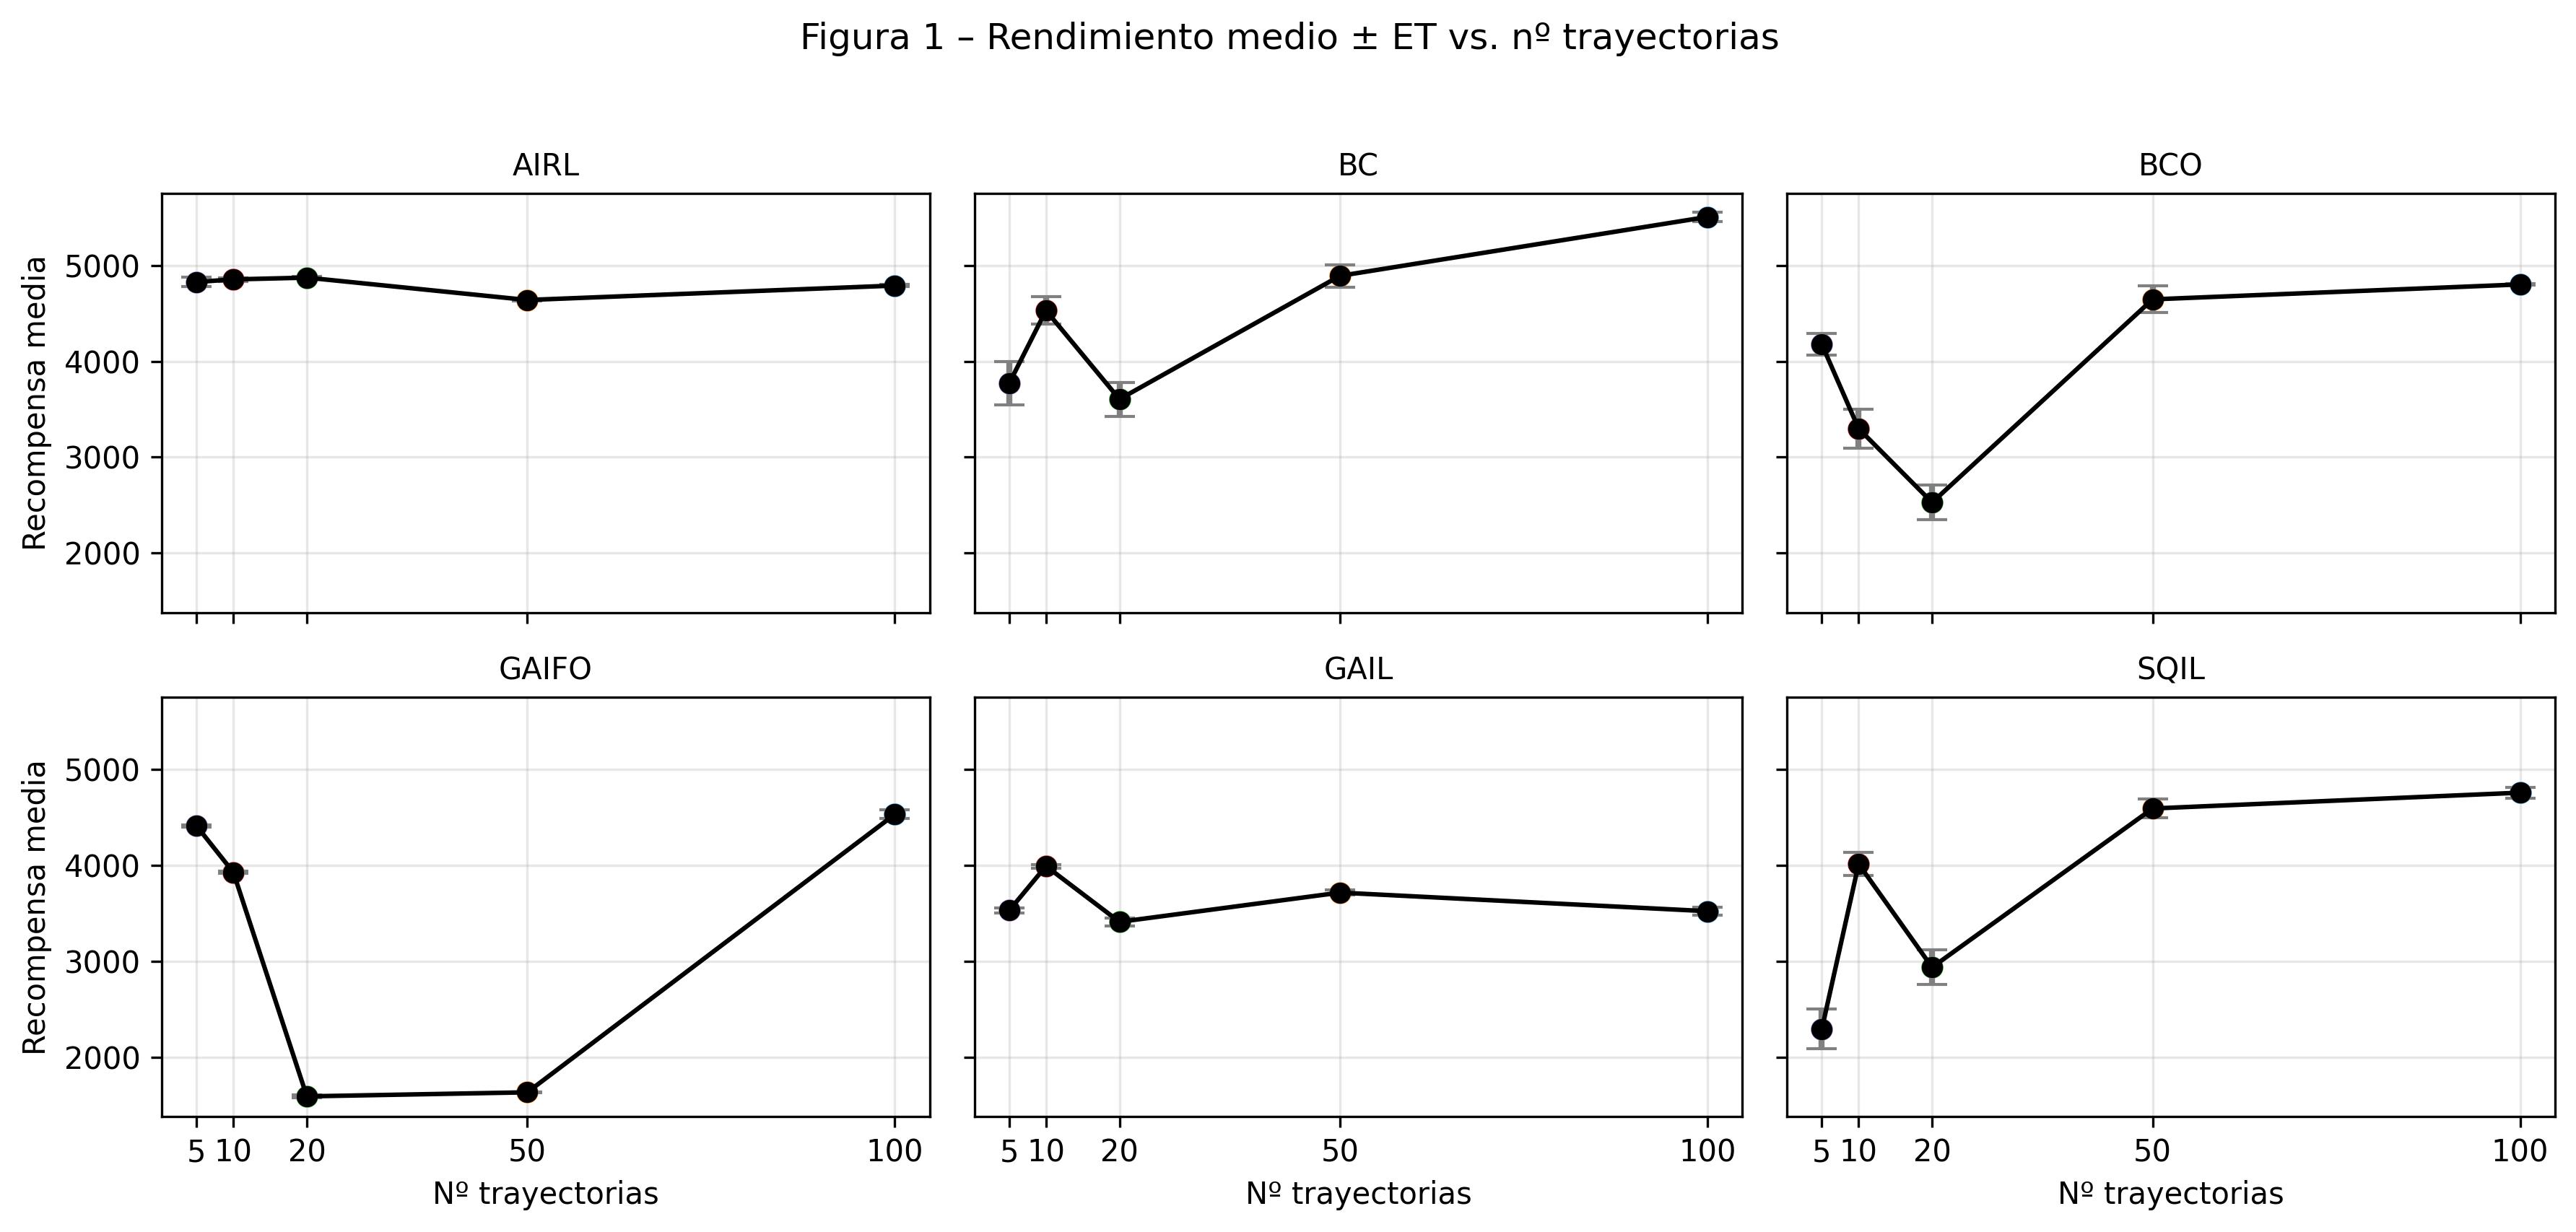 Figura 1 – Rendimiento medio ± ET vs. nº trayectorias
AIRL
BC
BCO
Recompensa media
5000
4000
3000
2000
GAIFO
GAIL
SQIL
Recompensa media
5000
4000
3000
2000
5 10 20 50 100
5 10 20 50 100
5 10 20 50 100
Nº trayectorias
Nº trayectorias
Nº trayectorias